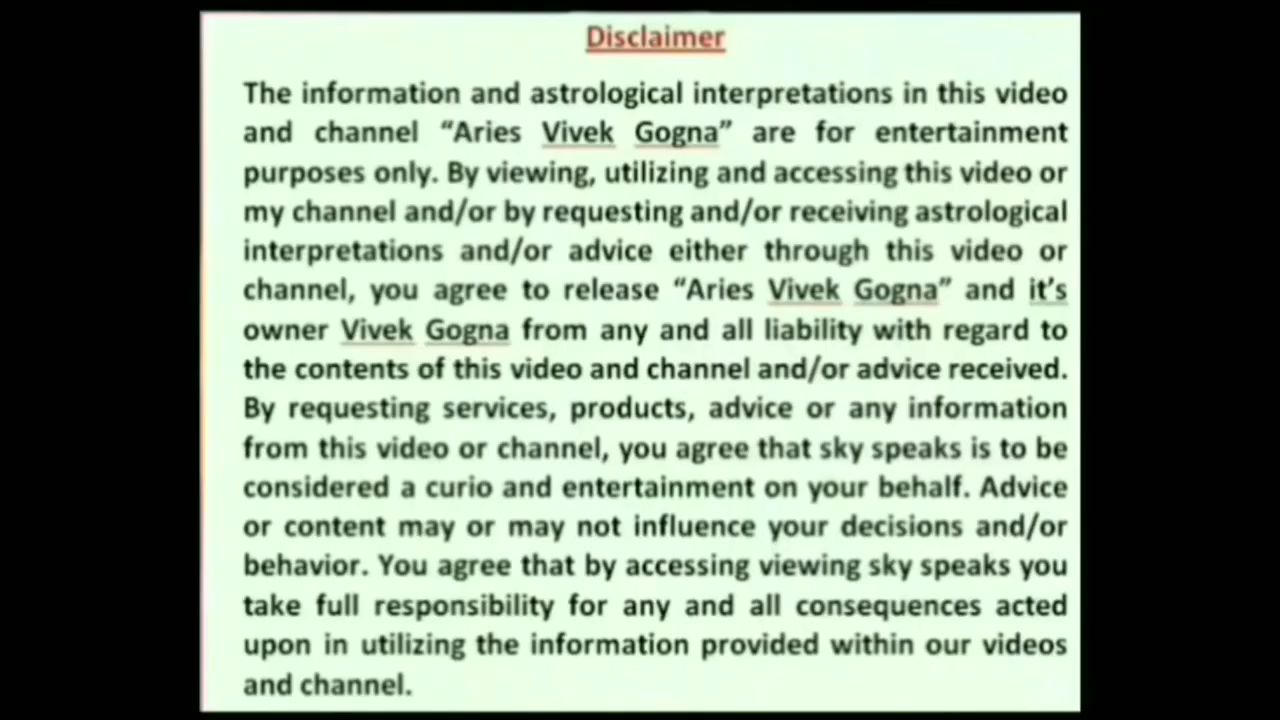 Disclaimer
The information and astrological interpretations in this video
and channel “Aries Vivek Gogna” are for entertainment
purposes only. By viewing, utilizing and accessing this video or
my channel and/or by requesting and/or receiving astrological
interpretations and/or advice either through this video or
channel, you agree to release “Aries Vivek Gogna” and it’s
owner Vivek Gogna from any and all liability with regard to
the contents of this video and channel and/or advice received.
By requesting services, products, advice or any information
from this video or channel, you agree that sky speaks is to be
considered a curio and entertainment on your behalf. Advice
or content may or may not influence your decisions and/or
behavior. You agree that by accessing viewing sky speaks you
take full responsibility for any and all consequences acted
upon in utilizing the information provided within our videos
and channel.